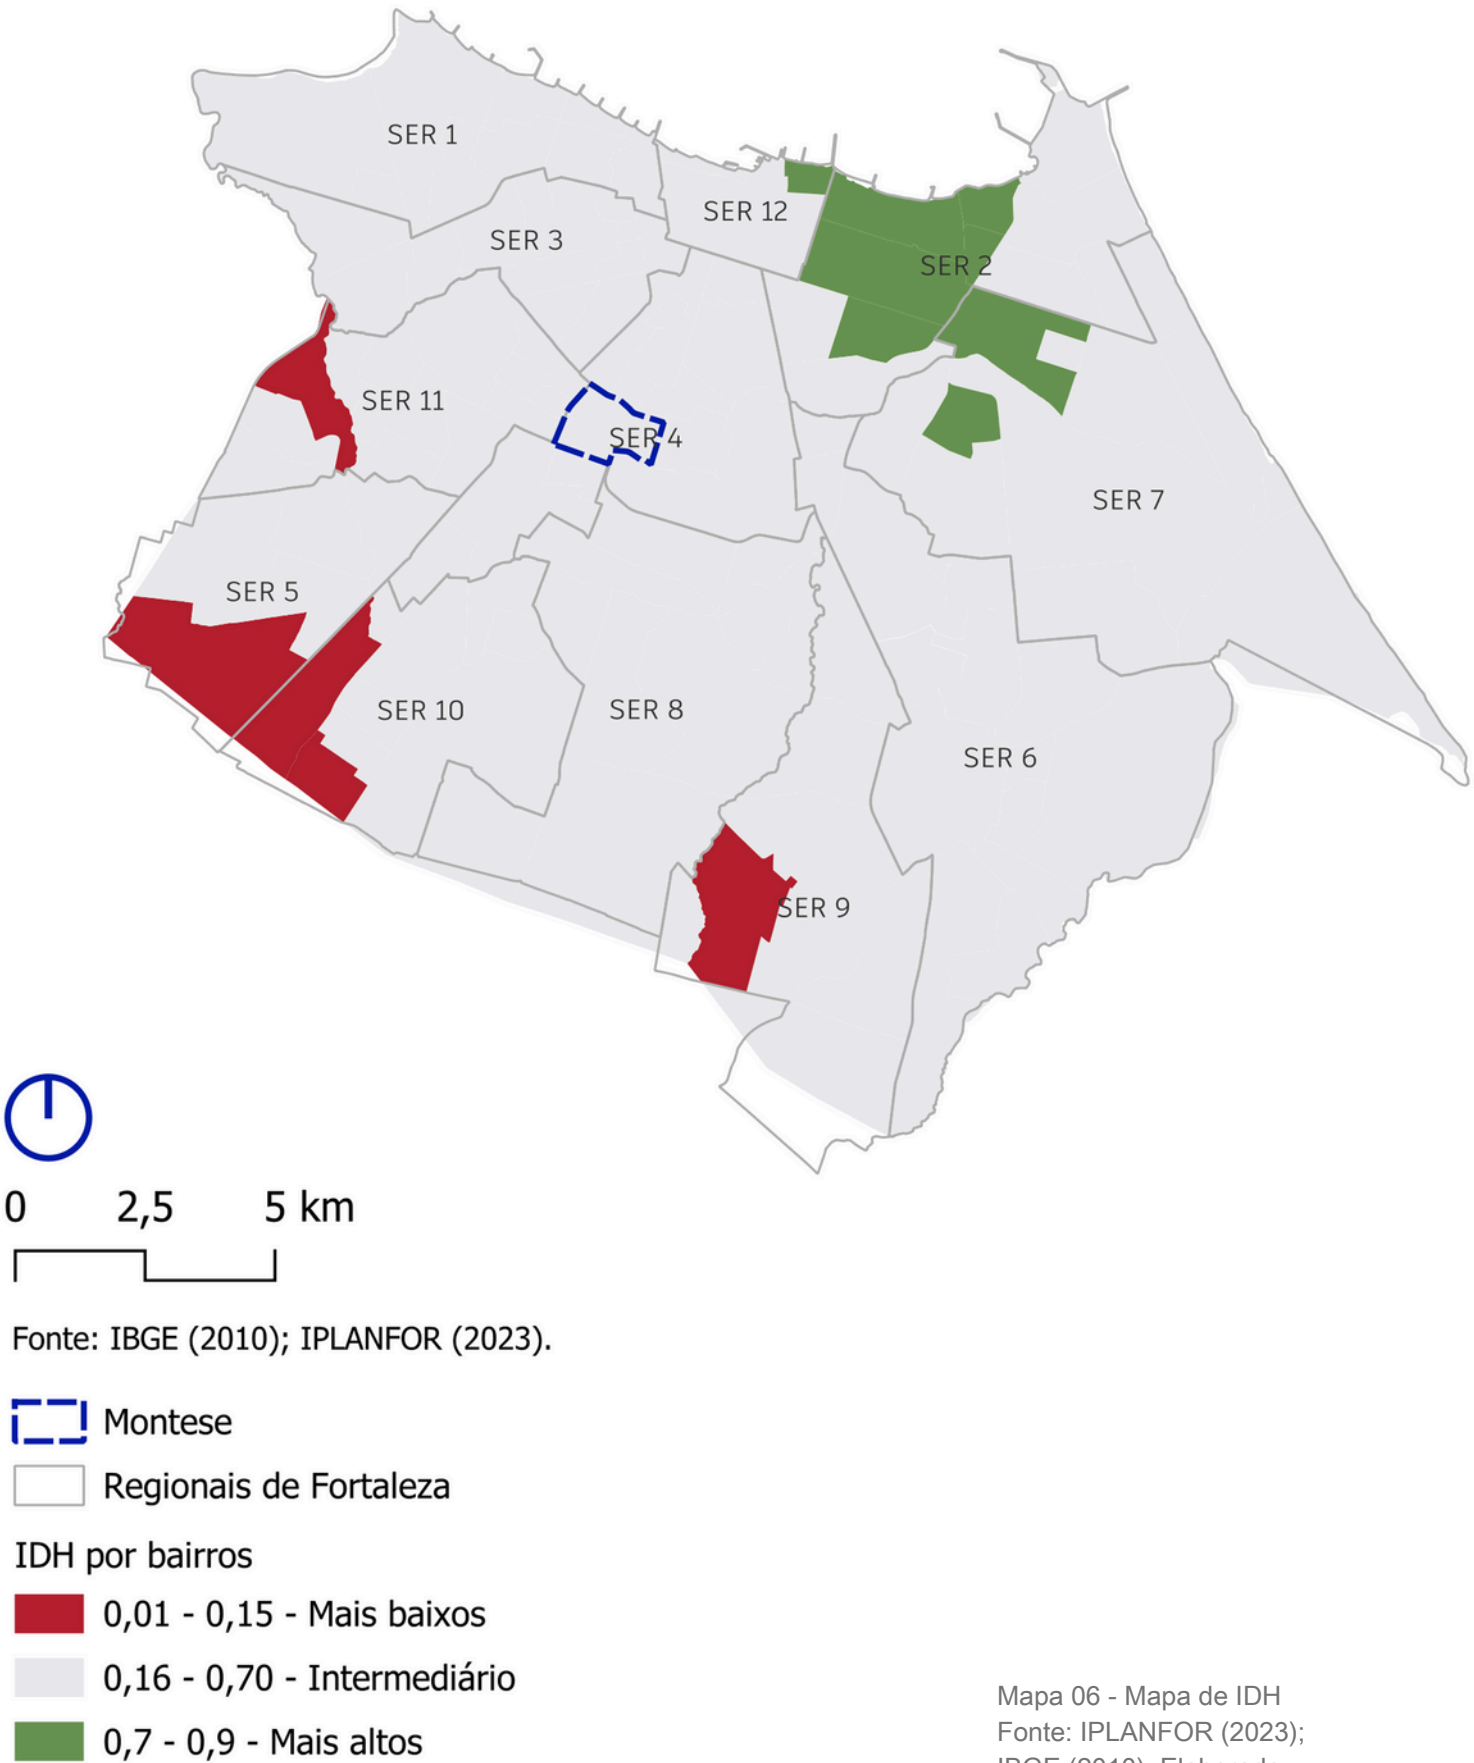 SER 1
SER 12
SER 3
SER 2
SER 11
SER 4
SER 7
SER 5
SER 10
SER 8
SER 6
SER 9
0 2,5 5 km
Fonte: IBGE (2010); IPLANFOR (2023).
Montese
Regionais de Fortaleza
IDH por bairros
0,01 - 0,15 - Mais baixos
0,16 - 0,70 - Intermediário
0,7 - 0,9 - Mais altos
Mapa 06 - Mapa de IDH
Fonte: IPLANFOR (2023);
IBGE (2010). Elaborado